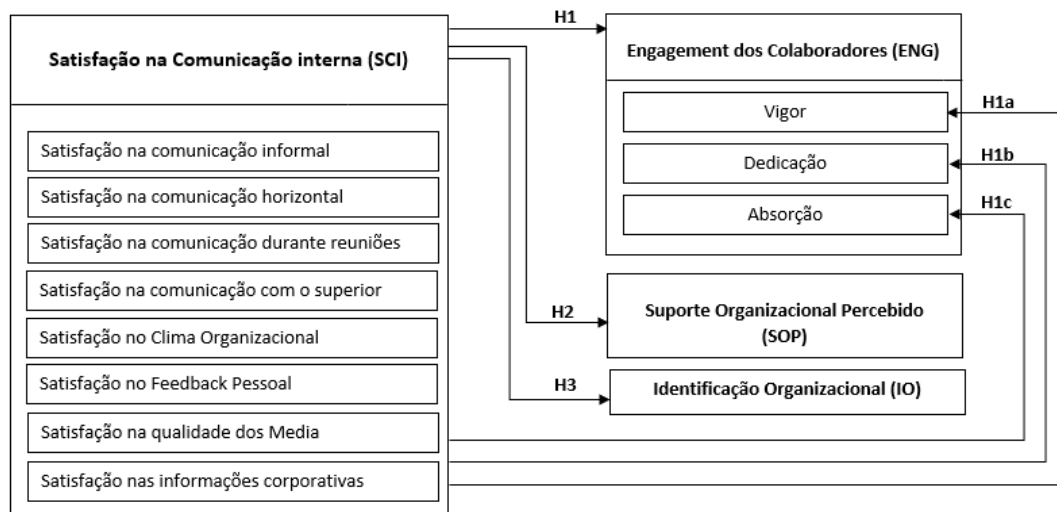 Satisfação na Comunicação interna (SCI)
Satisfação na comunicação informal
Satisfação na comunicação horizontal
Satisfação na comunicação durante reuniões
Satisfação na comunicação com o superior
Satisfação no Clima Organizacional
Satisfação no Feedback Pessoal
Satisfação na qualidade dos Media
Satisfação nas informações corporativas
H1
H2
H3
Engagement dos Colaboradores (ENG)
Vigor
Dedicação
Absorção
H1a
H1b
H1c
Suporte Organizacional Percebido
(SOP)
Identificação Organizacional (IO)